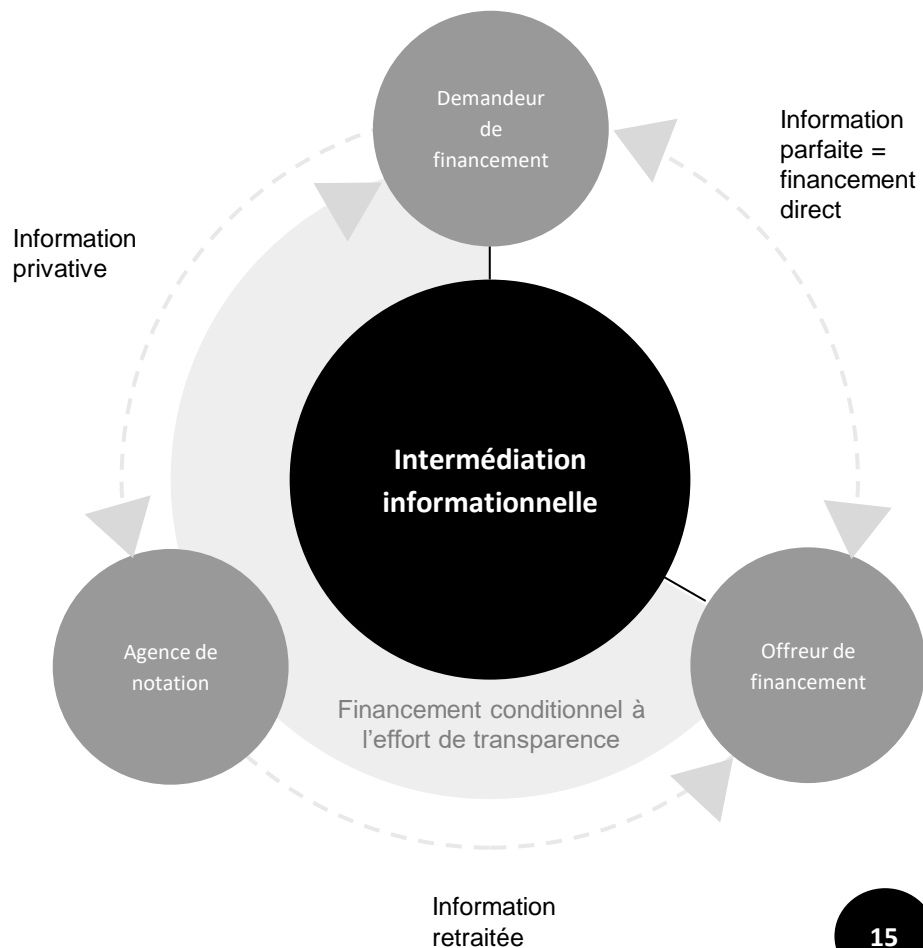 Demandeur
de
financement
Information
parfaite =
financement
direct
Information
privative
Intermédiation
informationnelle
Agence de
notation
Offreur de
financement
Financement conditionnel à
l’effort de transparence
Information
retraitée
15